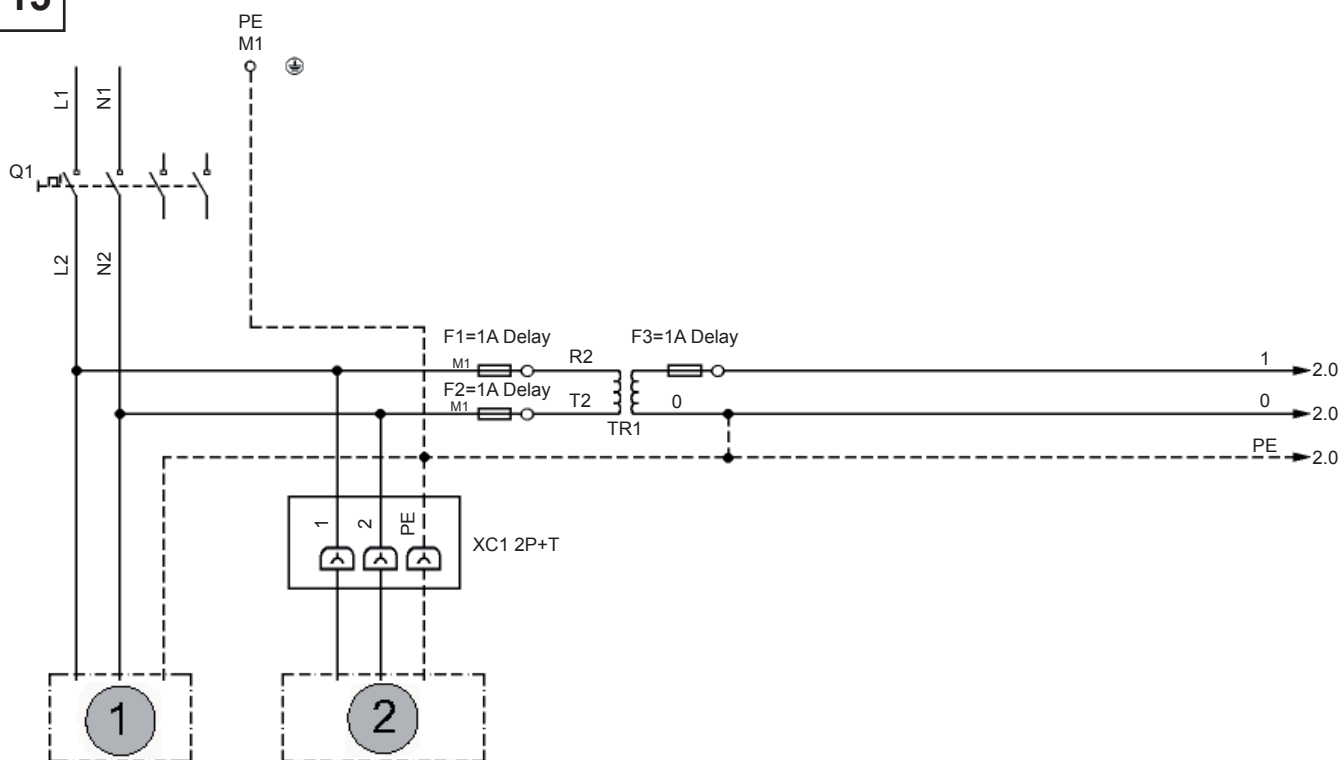 PE
M1
L1
N1
Q1
L2
N2
F1=1A Delay
F3=1A Delay
M1
R2
1
2.0
F2=1A Delay
M1
T2
0
0
2.0
TR1
PE
2.0
1
2
PE
XC1 2P+T
1
2